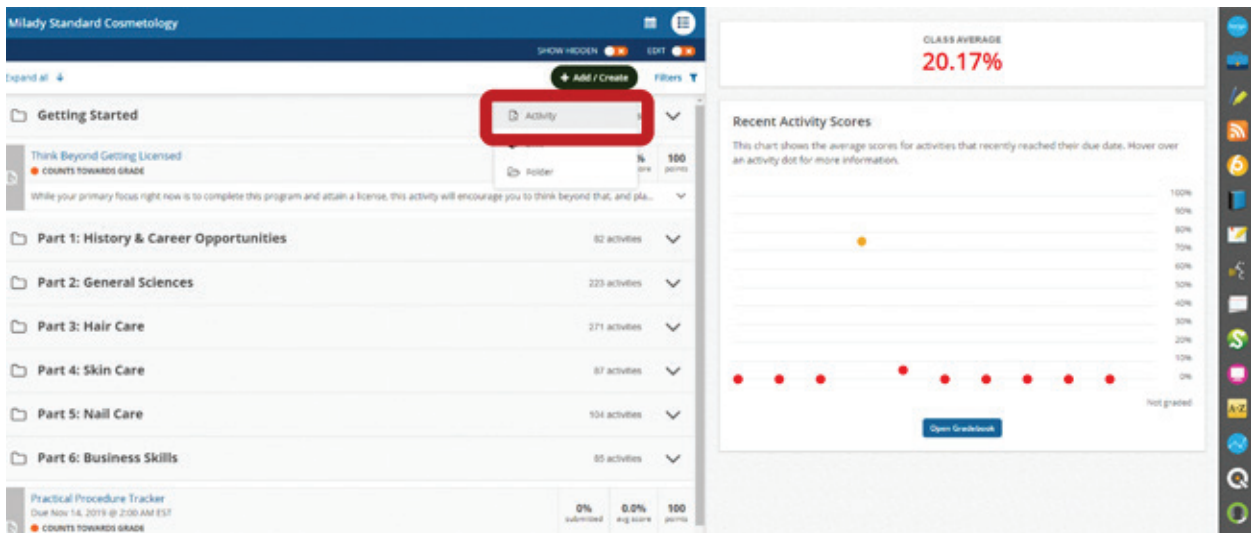 Milady Standard Cosmetology
SHOW HIDDEN
EDIT
Expand all
+ Add / Create
Filters
Getting Started
Activity
s
Think Beyond Getting Licensed
COUNTS TOWARDS GRADE
Folder
%
100
points
While your primary focus right now is to complete this program and attain a license, this activity will encourage you to think beyond that, and pla...
Part 1: History & Career Opportunities
82 activities
Part 2: General Sciences
223 activities
Part 3: Hair Care
271 activities
Part 4: Skin Care
87 activities
Part 5: Nail Care
104 activities
Part 6: Business Skills
85 activities
Practical Procedure Tracker
Due Nov 14, 2019 @ 2:00 AM EST
COUNTS TOWARDS GRADE
0%
submitted
0.0%
avg score
100
points
CLASS AVERAGE
20.17%
Recent Activity Scores
This chart shows the average scores for activities that recently reached their due date. Hover over
an activity dot for more information.
100%
90%
80%
70%
60%
50%
40%
30%
20%
10%
0%
Not graded
Open Gradebook
A-Z